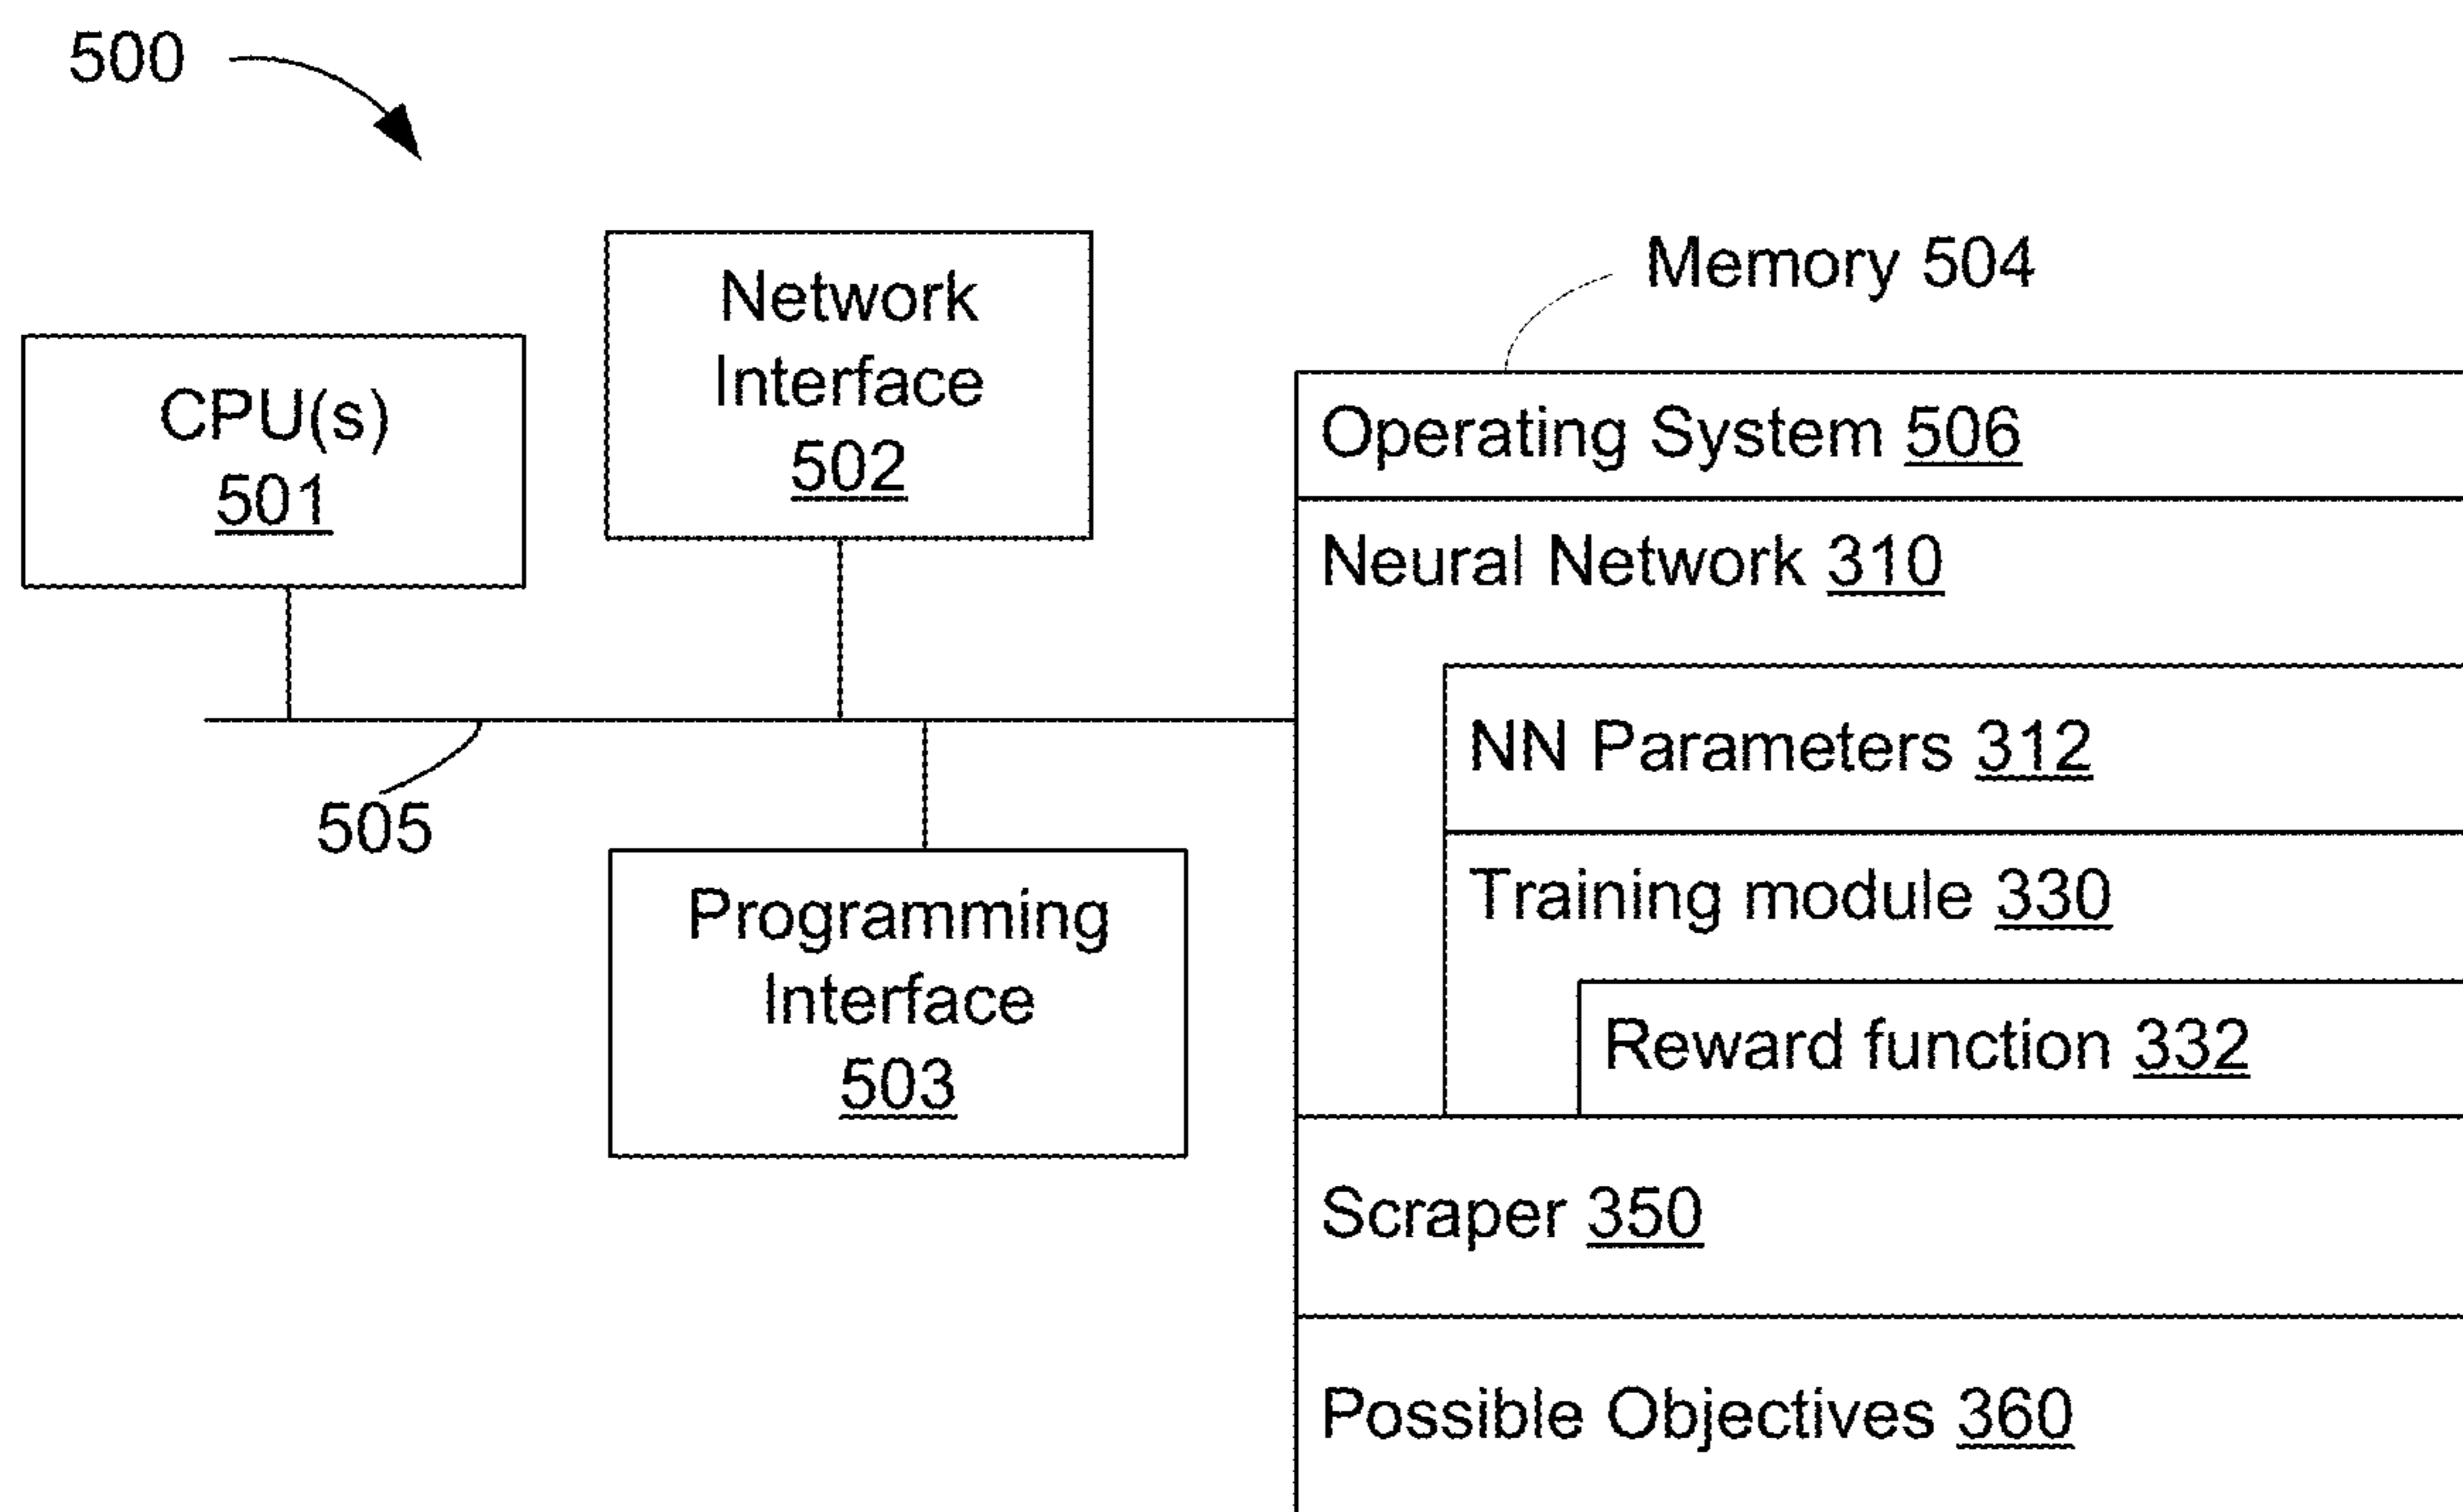 500
Network
Interface
502
CPU(s)
501
505
Programming
Interface
503
Memory 504
Operating System 506
Neural Network 310
NN Parameters 312
Training module 330
Reward function 332
Scraper 350
Possible Objectives 360